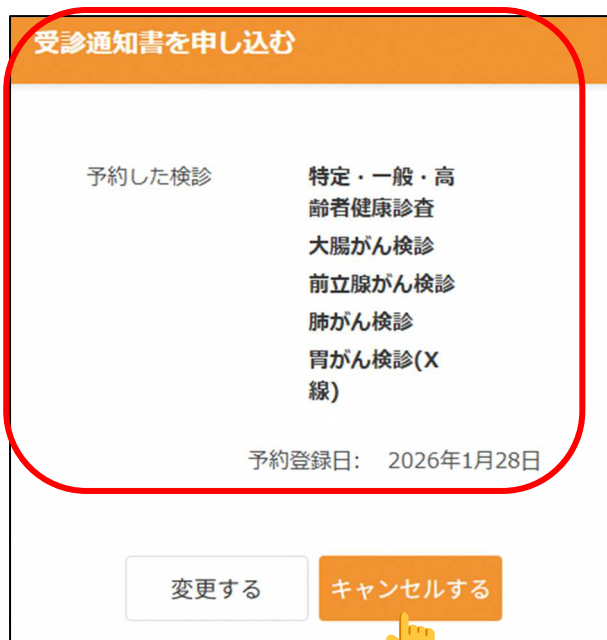 受診通知書を申し込む
予約した検診
特定・一般・高
齢者健康診査
大腸がん検診
前立腺がん検診
肺がん検診
胃がん検診(X
線)
予約登録日: 2026年1月28日
変更する
キャンセルする